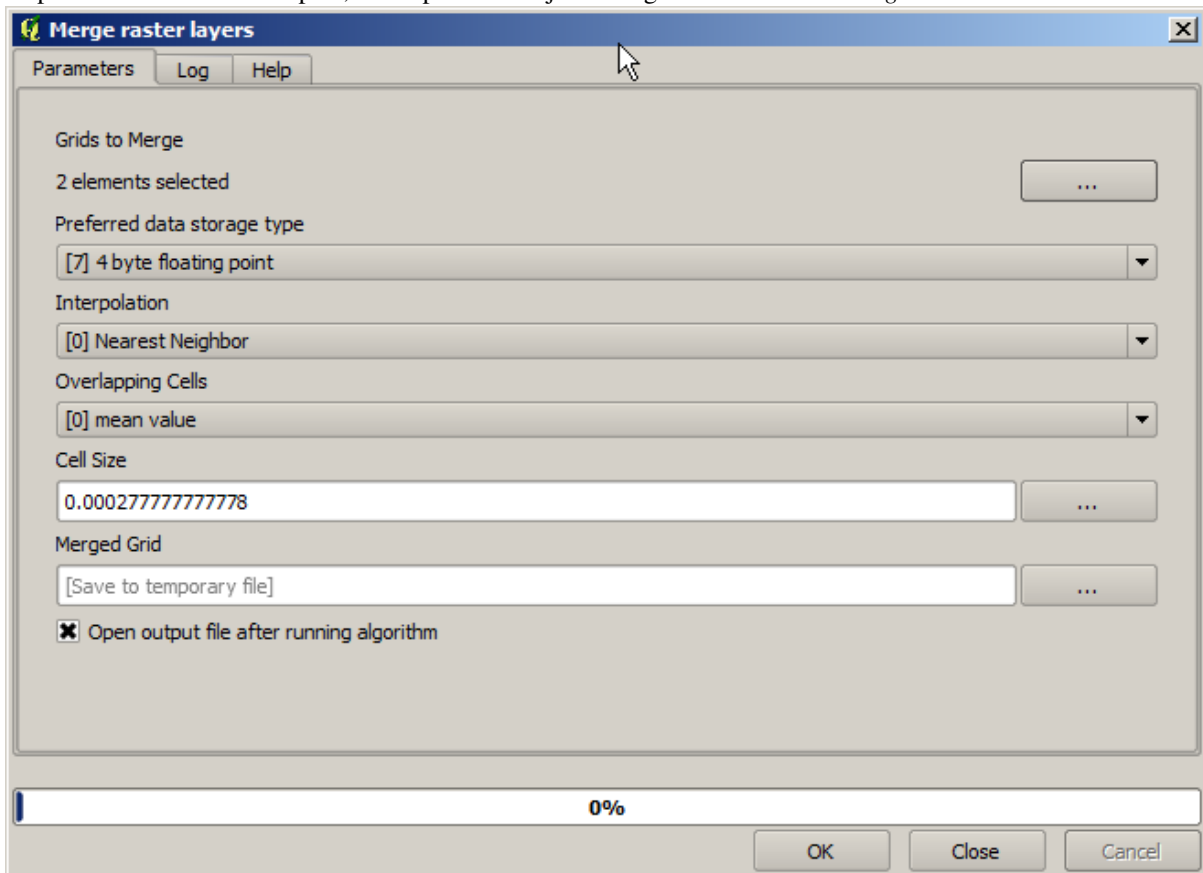 Merge raster layers
Parameters Log Help
Grids to Merge
2 elements selected
...
Preferred data storage type
[7] 4 byte floating point
Interpolation
[0] Nearest Neighbor
Overlapping Cells
[0] mean value
Cell Size
0.000277777777778
...
Merged Grid
[Save to temporary file]
...
Open output file after running algorithm
0%
OK Close Cancel